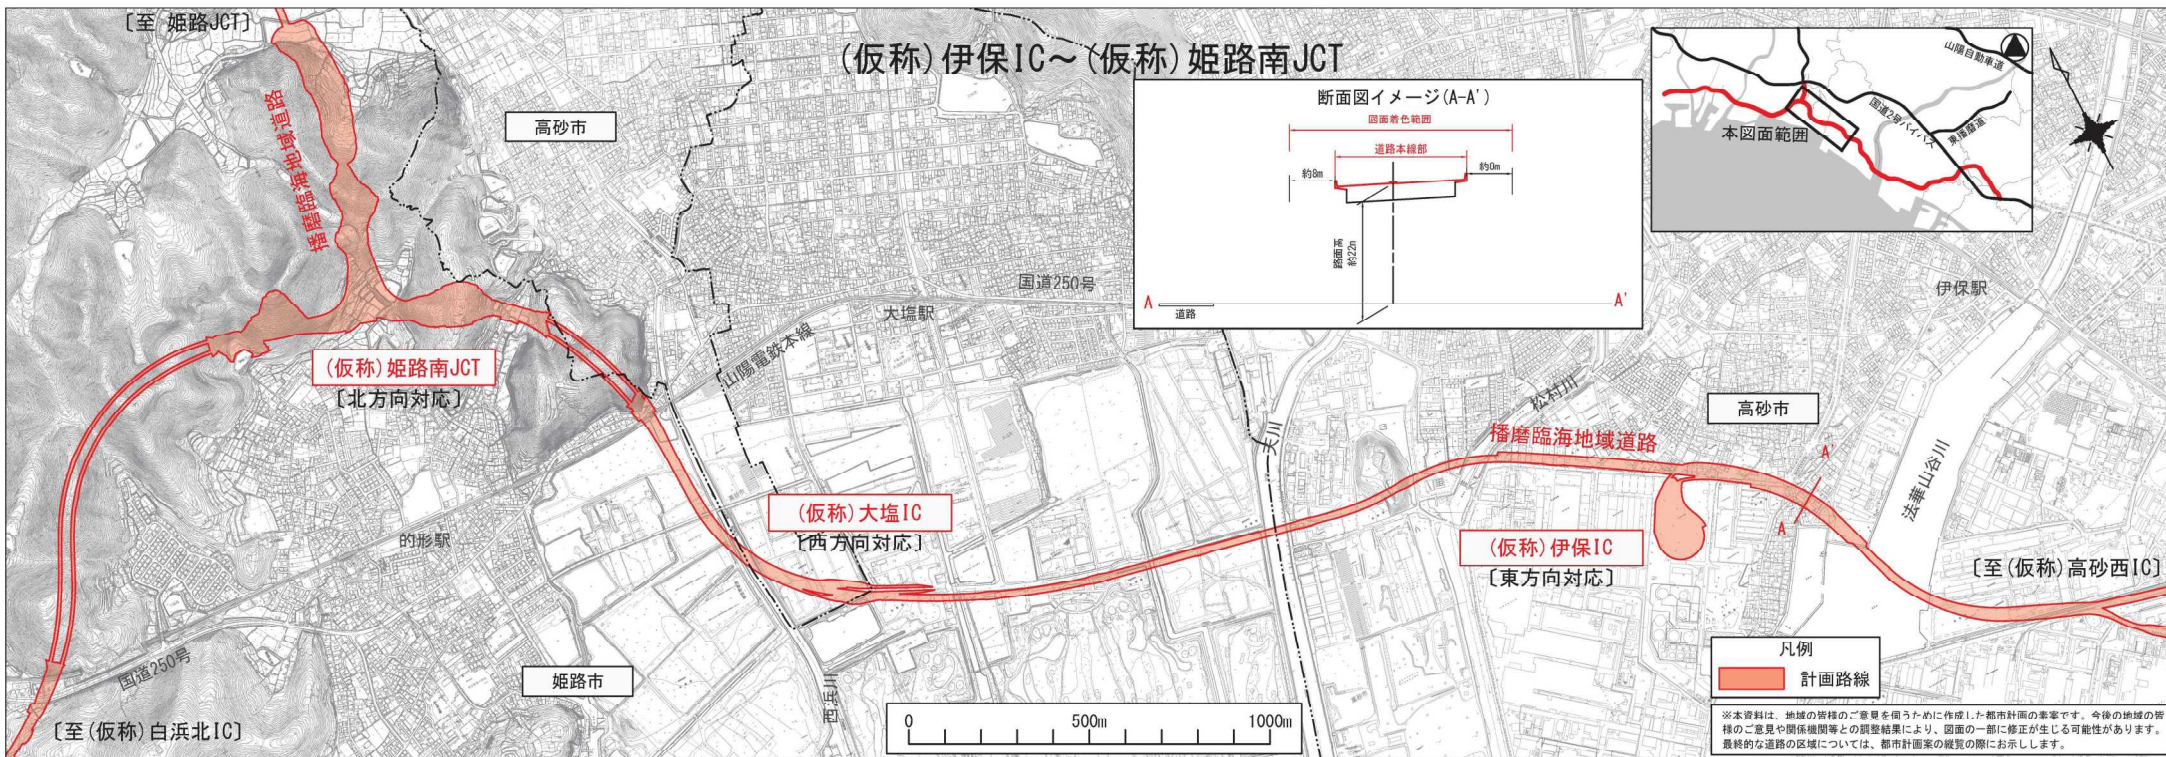 〔至 姫路JCT〕
(仮称)伊保IC～(仮称)姫路南JCT
高砂市
播磨臨海地域道路
断面図イメージ(A-A')
図面着色範囲
道路本線部
約8m
約0m
路面高
約22m
A
A'
道路
山陽自動車道
国道2号バイパス
東播磨道
本図面範囲
国道250号
大塩駅
伊保駅
山陽電鉄本線
(仮称)姫路南JCT
〔北方向対応〕
松村川
天川
高砂市
播磨臨海地域道路
A'
A
法華山谷川
(仮称)大塩IC
〔西方向対応〕
的形駅
(仮称)伊保IC
〔東方向対応〕
〔至(仮称)高砂西IC〕
国道250号
姫路市
西浜川
〔至(仮称)白浜北IC〕
0 500m 1000m
凡例
計画路線
※本資料は、地域の皆様のご意見を伺うために作成した都市計画の素案です。今後の地域の皆
様のご意見や関係機関等との調整結果により、図面の一部に修正が生じる可能性があります。
最終的な道路の区域については、都市計画案の縦覧の際にお示しします。